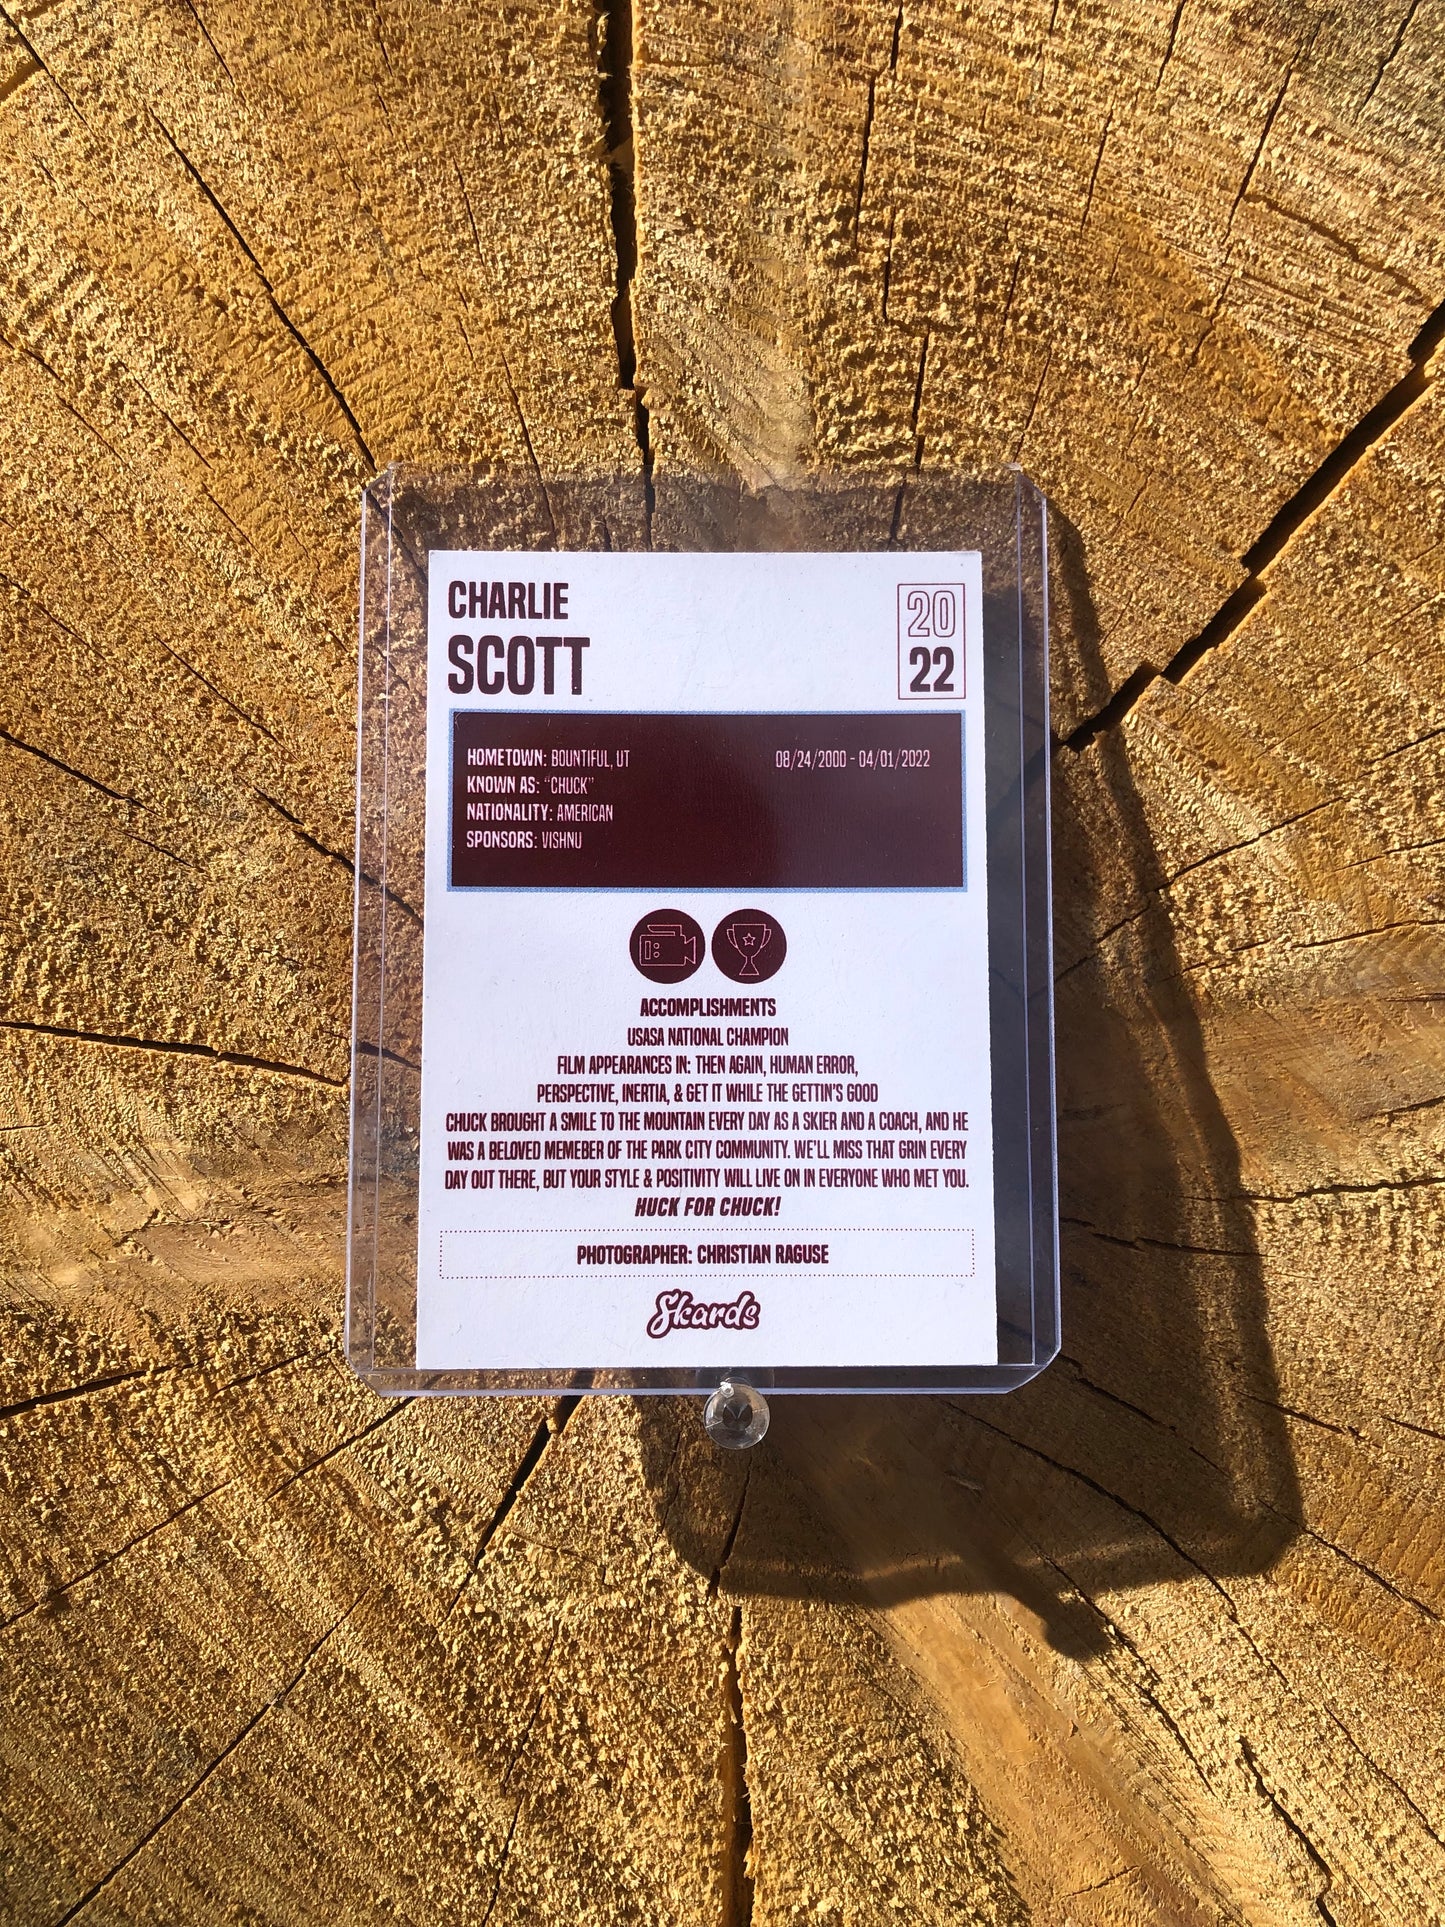 CHARLIE
SCOTT
20
22
HOMETOWN: BOUNTIFUL, UT
08/24/2000 - 04/01/2022
KNOWN AS: "CHUCK"
NATIONALITY: AMERICAN
SPONSORS: VISHNU
ACCOMPLISHMENTS
USASA NATIONAL CHAMPION
FILM APPEARANCES IN: THEN AGAIN, HUMAN ERROR,
PERSPECTIVE, INERTIA, & GET IT WHILE THE GETTIN'S GOOD
CHUCK BROUGHT A SMILE TO THE MOUNTAIN EVERY DAY AS A SKIER AND A COACH, AND HE
WAS A BELOVED MEMEBER OF THE PARK CITY COMMUNITY. WE'LL MISS THAT GRIN EVERY
DAY OUT THERE, BUT YOUR STYLE & POSITIVITY WILL LIVE ON IN EVERYONE WHO MET YOU.
HUCK FOR CHUCK!
PHOTOGRAPHER: CHRISTIAN RAGUSE
Skards